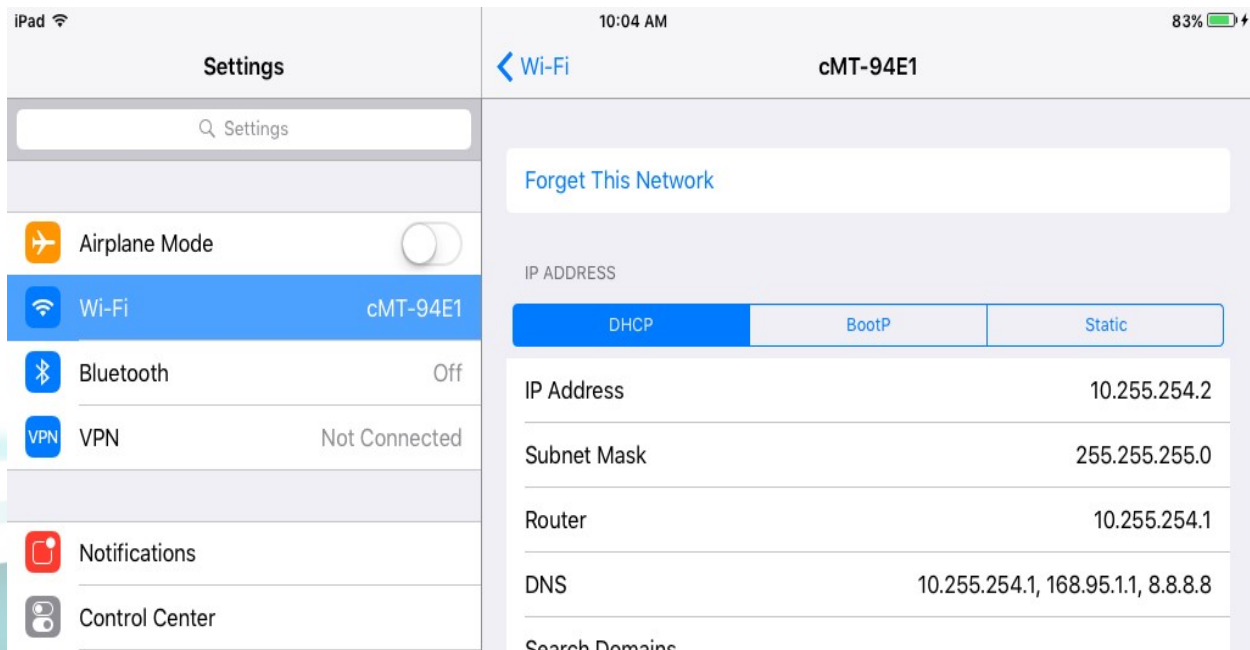 iPad
10:04 AM
83%
Settings
Wi-Fi
cMT-94E1
Settings
Airplane Mode
Wi-Fi cMT-94E1
Bluetooth Off
VPN VPN Not Connected
Notifications
Control Center
Forget This Network
IP ADDRESS
DHCP BootP Static
IP Address 10.255.254.2
Subnet Mask 255.255.255.0
Router 10.255.254.1
DNS 10.255.254.1, 168.95.1.1, 8.8.8.8
Search Domains